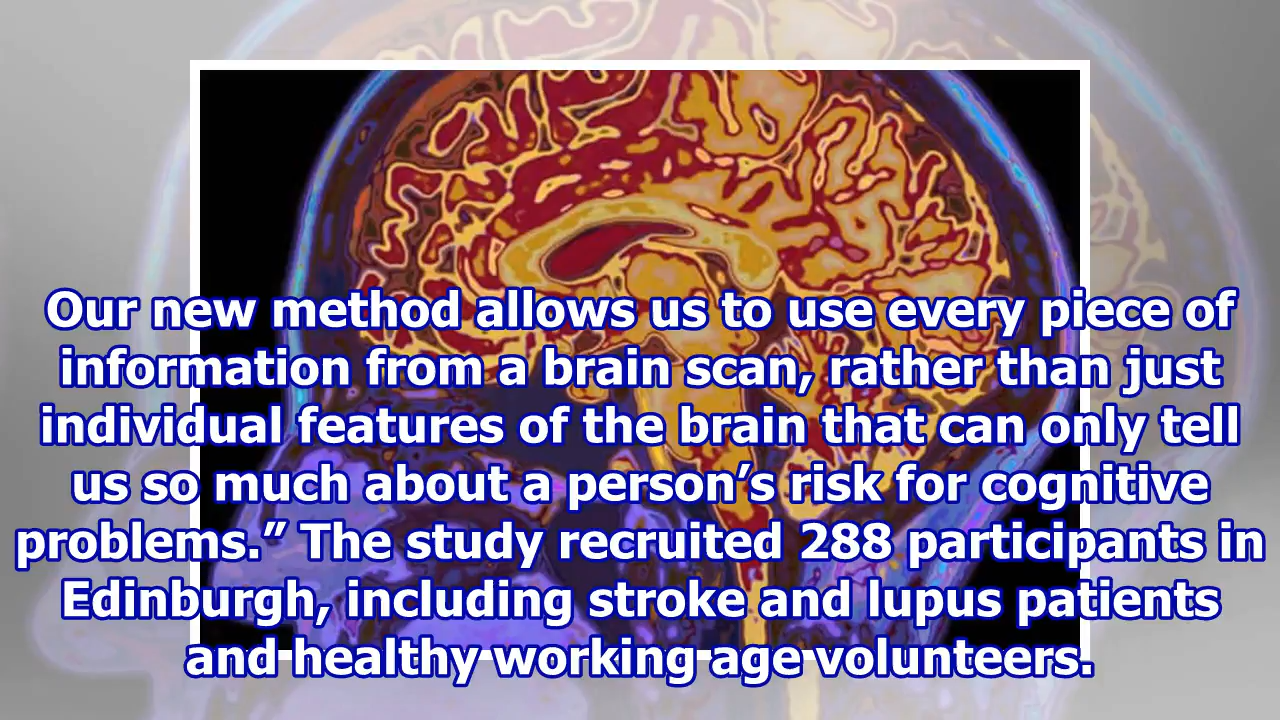 Our new method allows us to use every piece of
information from a brain scan, rather than just
individual features of the brain that can only tell
us so much about a person’s risk for cognitive
problems.” The study recruited 288 participants in
Edinburgh, including stroke and lupus patients
and healthy working age volunteers.